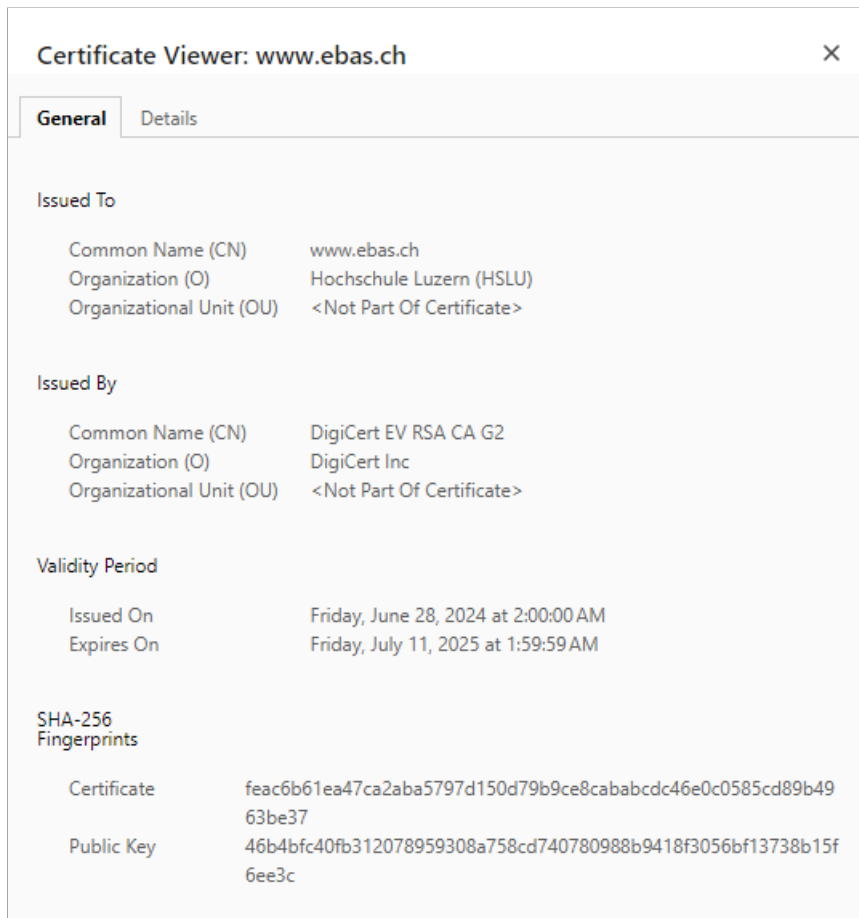 Certificate Viewer: www.ebas.ch
General Details
Issued To
Common Name (CN) www.ebas.ch
Organization (O) Hochschule Luzern (HSLU)
Organizational Unit (OU) <Not Part Of Certificate>
Issued By
Common Name (CN) DigiCert EV RSA CA G2
Organization (O) DigiCert Inc
Organizational Unit (OU) <Not Part Of Certificate>
Validity Period
Issued On Friday, June 28, 2024 at 2:00:00 AM
Expires On Friday, July 11, 2025 at 1:59:59 AM
SHA-256
Fingerprints
Certificate feac6b61ea47ca2aba5797d150d79b9ce8cababcdc46e0c0585cd89b49
63be37
Public Key 46b4bfc40fb312078959308a758cd740780988b9418f3056bf13738b15f
6ee3c